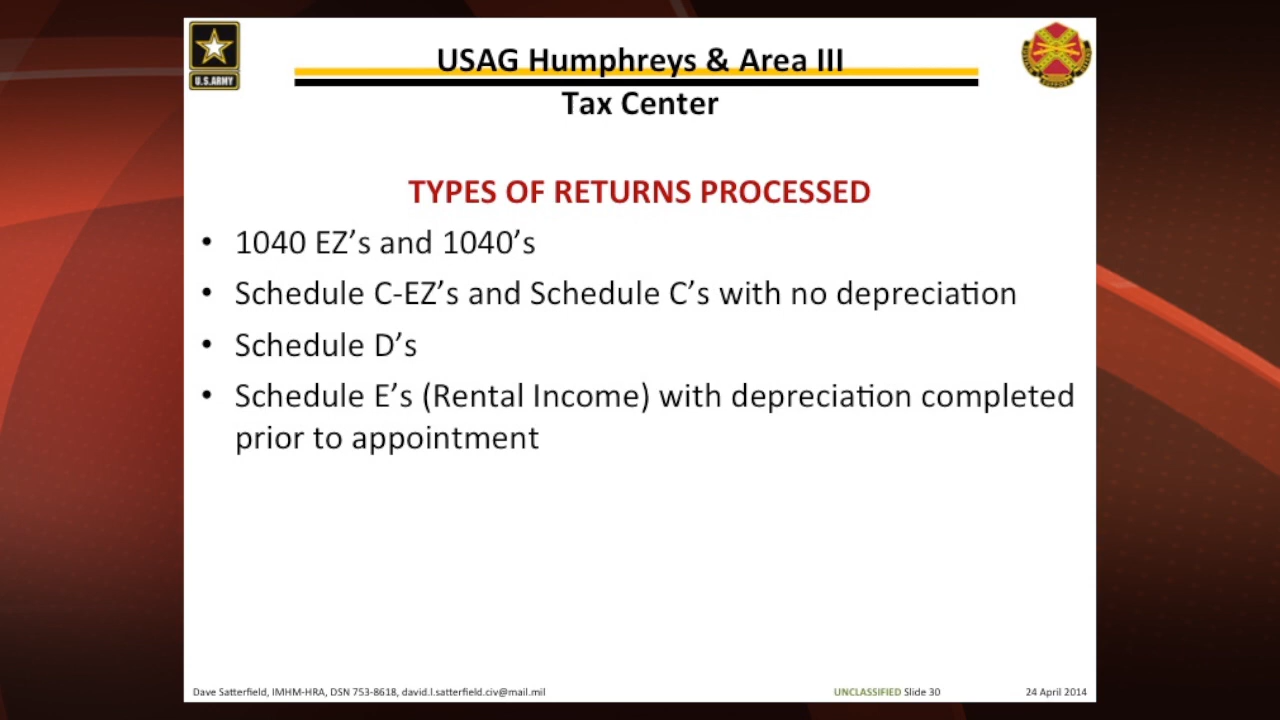 U.S.ARMY
USAG Humphreys & Area III
Tax Center
TYPES OF RETURNS PROCESSED
• 1040 EZ’s and 1040’s
• Schedule C-EZ’s and Schedule C’s with no depreciation
• Schedule D’s
• Schedule E’s (Rental Income) with depreciation completed
prior to appointment
Dave Satterfield, IMHM-HRA, DSN 753-8618, david.l.satterfield.civ@mail.mil
UNCLASSIFIED Slide 30
24 April 2014